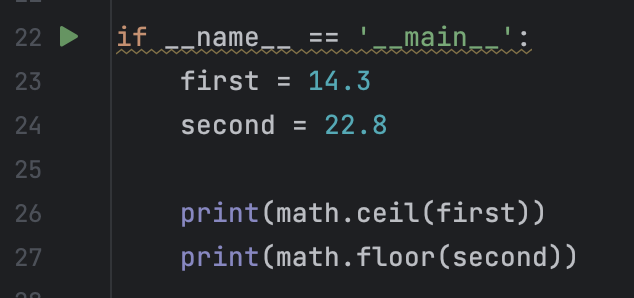 22 if __name__ == '__main__':
23 first = 14.3
24 second = 22.8
25
26 print(math.ceil(first))
27 print(math.floor(second))